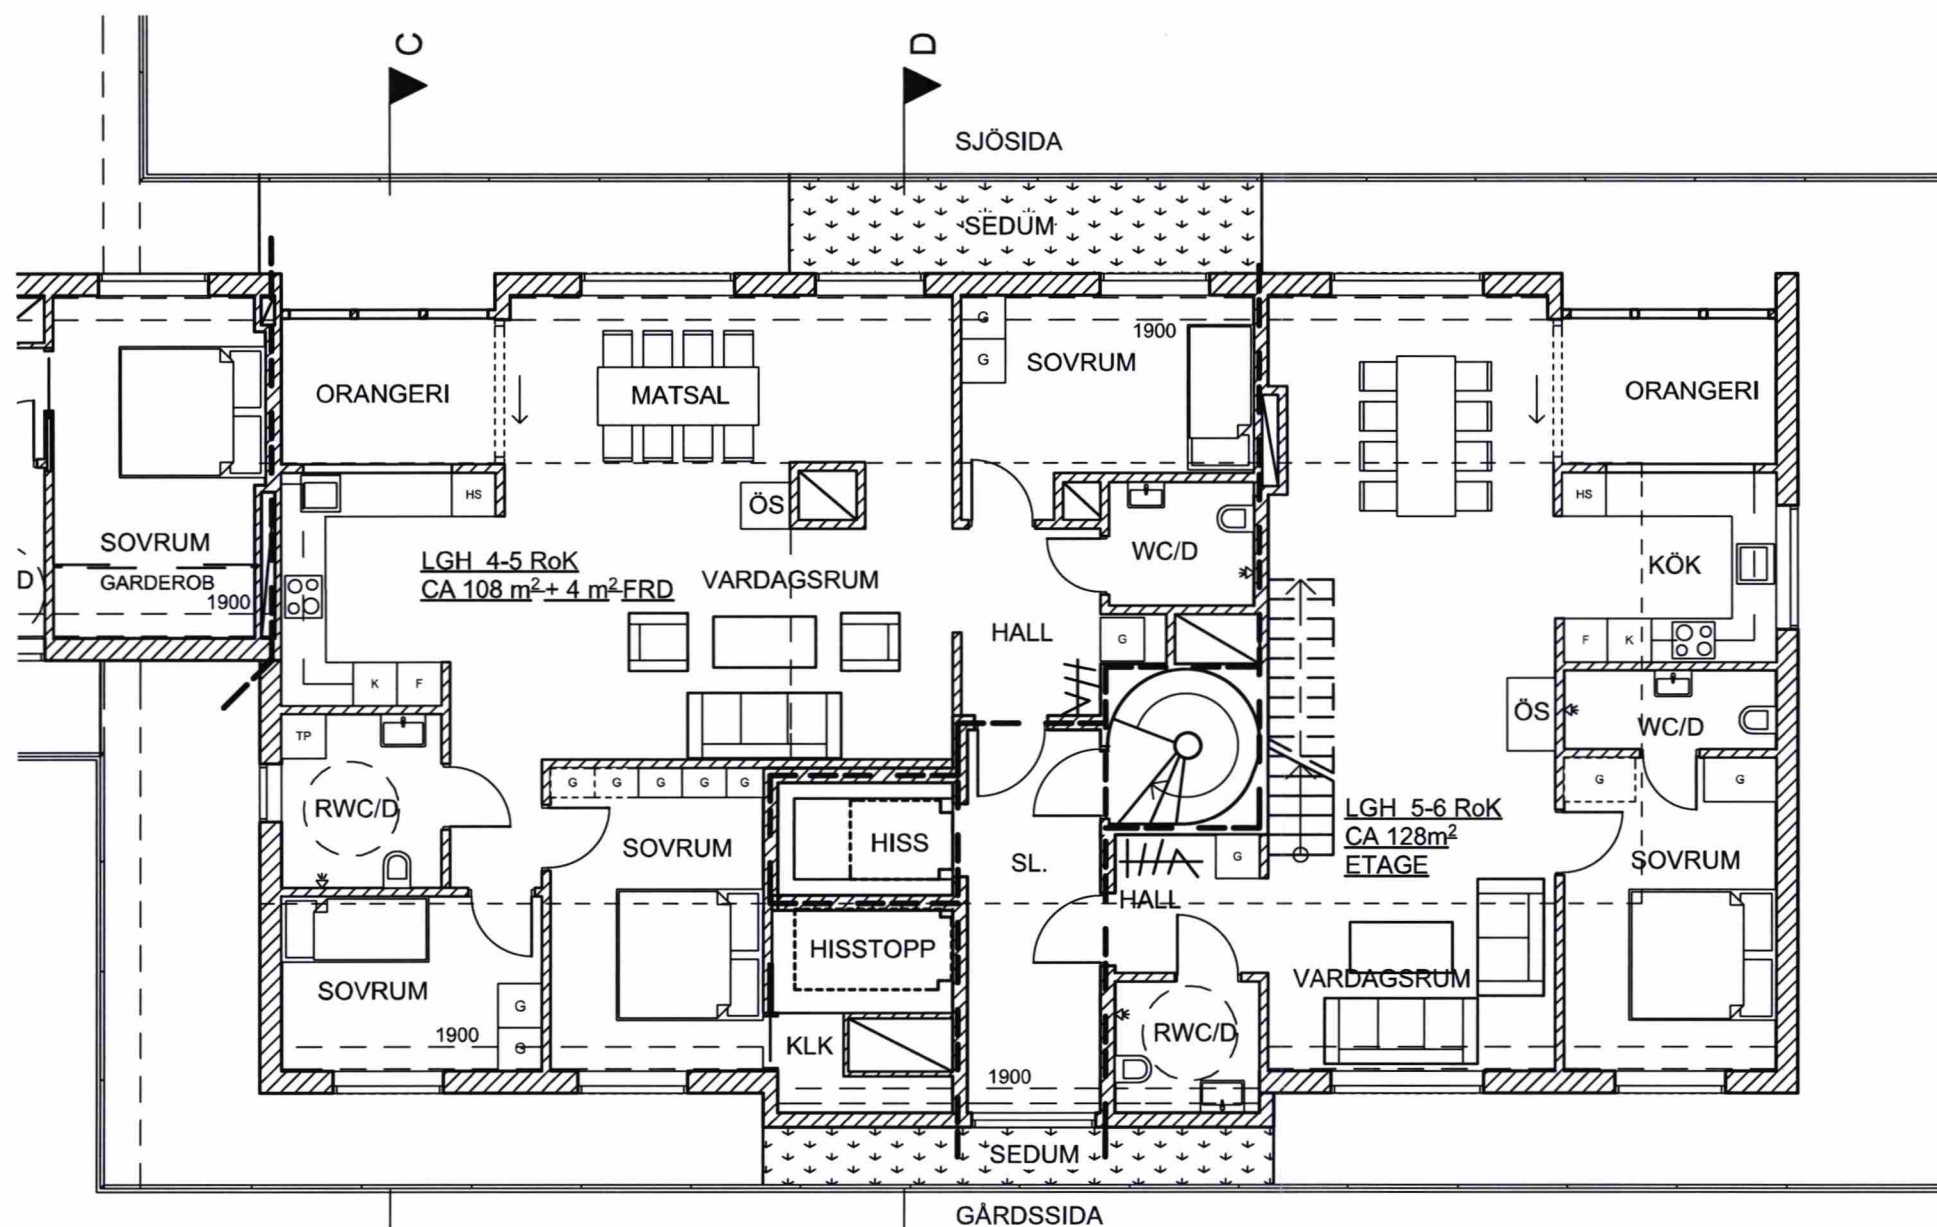 C
D
SJÖSIDA
SEDUM
G
1900
G
SOVRUM
ORANGERI
MATSAL
ORANGERI
HS
ÖS
HS
SOVRUM
WC/D
LGH 4-5 RoK
CA 108 m² + 4 m² FRD
VARDAGSRUM
KÖK
D
GARDEROB
1900
HALL
G
F
K
K
F
ÖS
WC/D
TP
G
G
G
G
G
G
G
RWC/D
LGH 5-6 RoK
CA 128m²
ETAGE
SOVRUM
HISS
SL.
G
SOVRUM
HALL
HISSTOPP
SOVRUM
VARDAGSRUM
G
1900
G
KLK
RWC/D
1900
SEDUM
GÅRDSSIDA